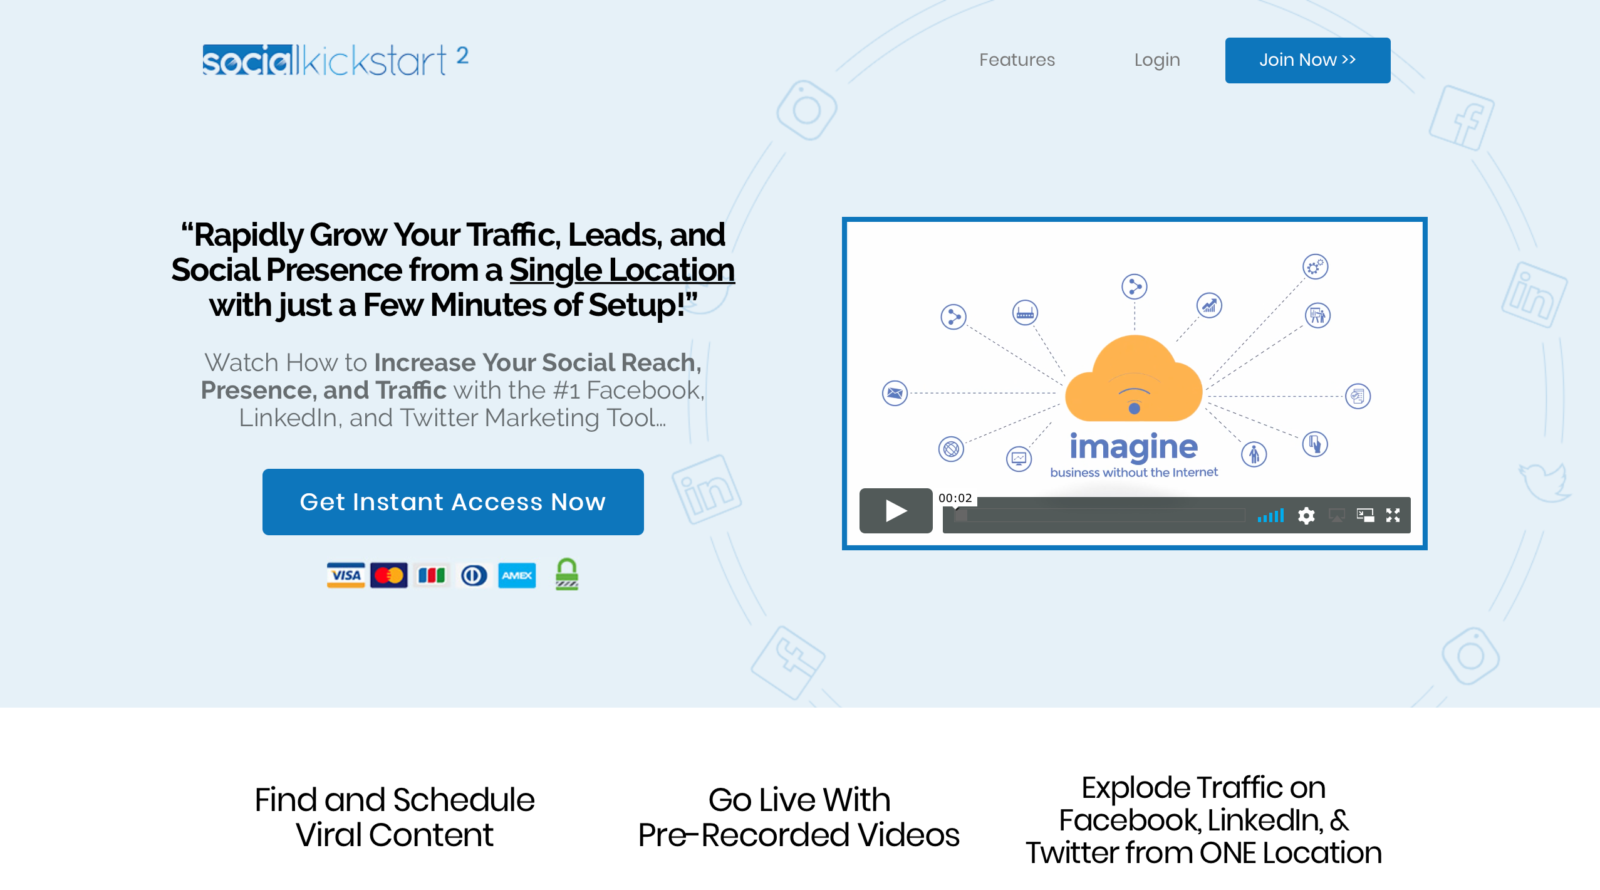 socialkickstart 2
Features
Login
Join Now >>
“Rapidly Grow Your Traffic, Leads, and
Social Presence from a Single Location
with just a Few Minutes of Setup!”
Watch How to Increase Your Social Reach,
Presence, and Traffic with the #1 Facebook,
LinkedIn, and Twitter Marketing Tool...
Get Instant Access Now
VISA
AMEX
imagine
business without the Internet
00:02
Find and Schedule
Viral Content
Go Live With
Pre-Recorded Videos
Explode Traffic on
Facebook, LinkedIn, &
Twitter from ONE Location